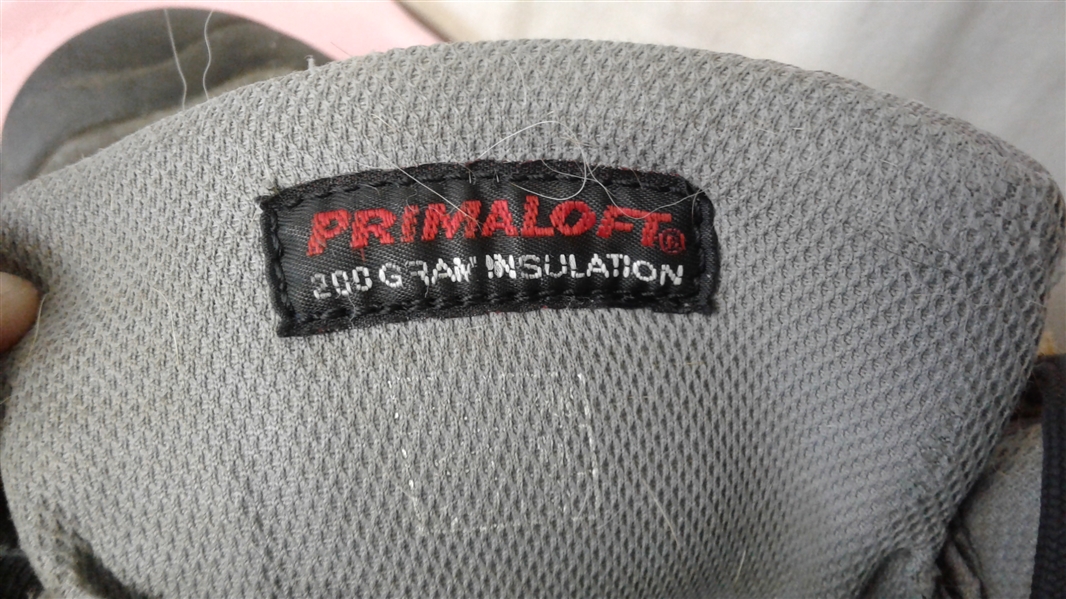 PRIMALOFT®
200 GRAM INSULATION